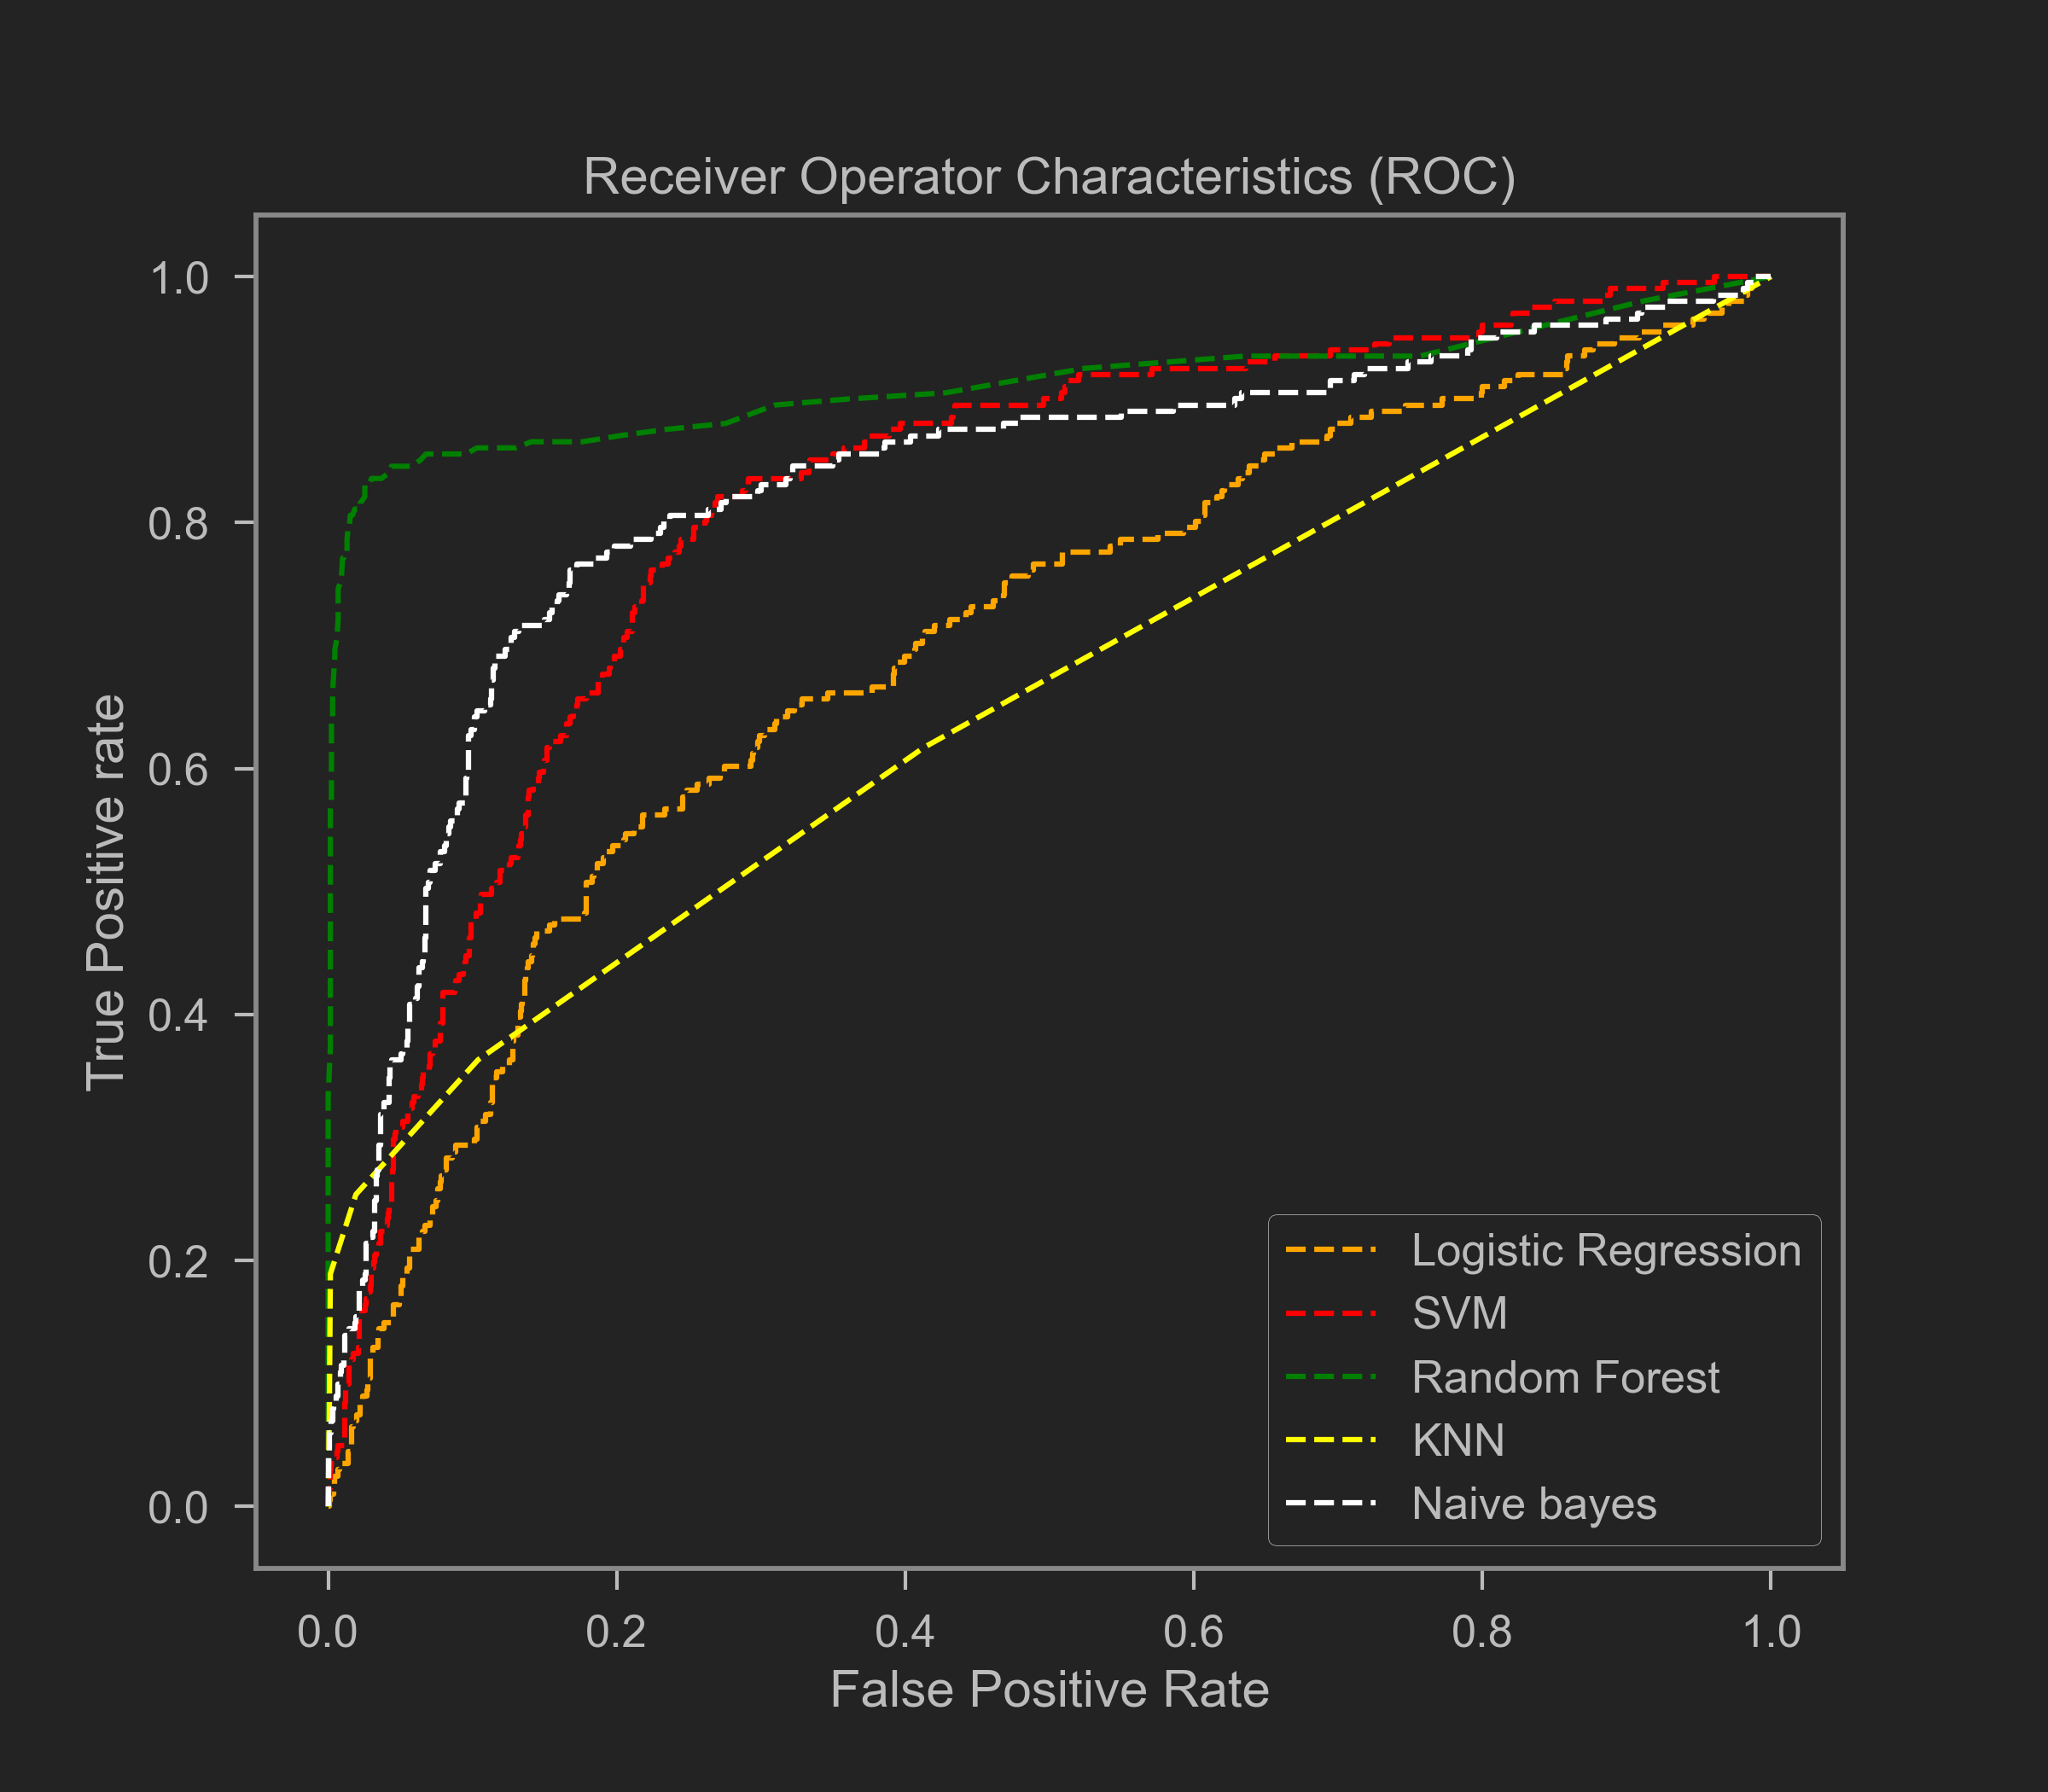 Receiver Operator Characteristics (ROC)
True Positive rate
1.0
0.8
0.6
0.4
0.2
0.0
Logistic Regression
SVM
Random Forest
KNN
Naive bayes
0.0 0.2 0.4 0.6 0.8 1.0
False Positive Rate